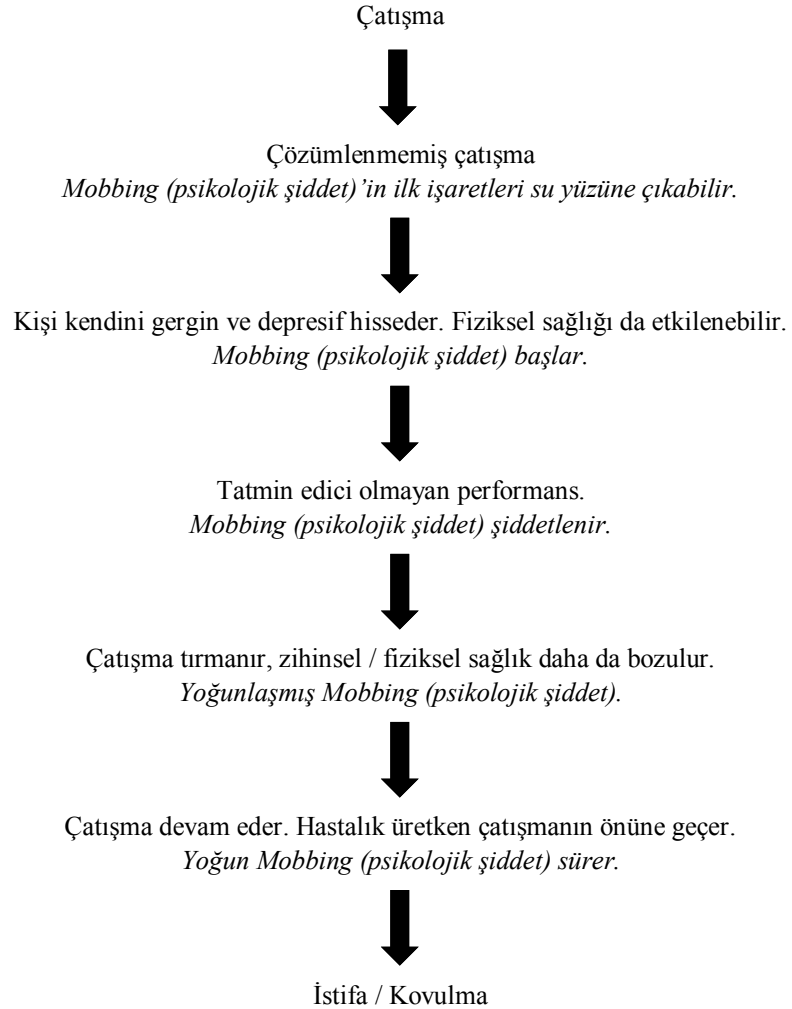 Çatışma
Çözümlenmemiş çatışma
Mobbing (psikolojik şiddet)’in ilk işaretleri su yüzüne çıkabilir.
Kişi kendini gergin ve depresif hisseder. Fiziksel sağlığı da etkilenebilir.
Mobbing (psikolojik şiddet) başlar.
Tatmin edici olmayan performans.
Mobbing (psikolojik şiddet) şiddetlenir.
Çatışma tırmanır, zihinsel / fiziksel sağlık daha da bozulur.
Yoğunlaşmış Mobbing (psikolojik şiddet).
Çatışma devam eder. Hastalık üretken çatışmanın önüne geçer.
Yoğun Mobbing (psikolojik şiddet) sürer.
İstifa / Kovulma